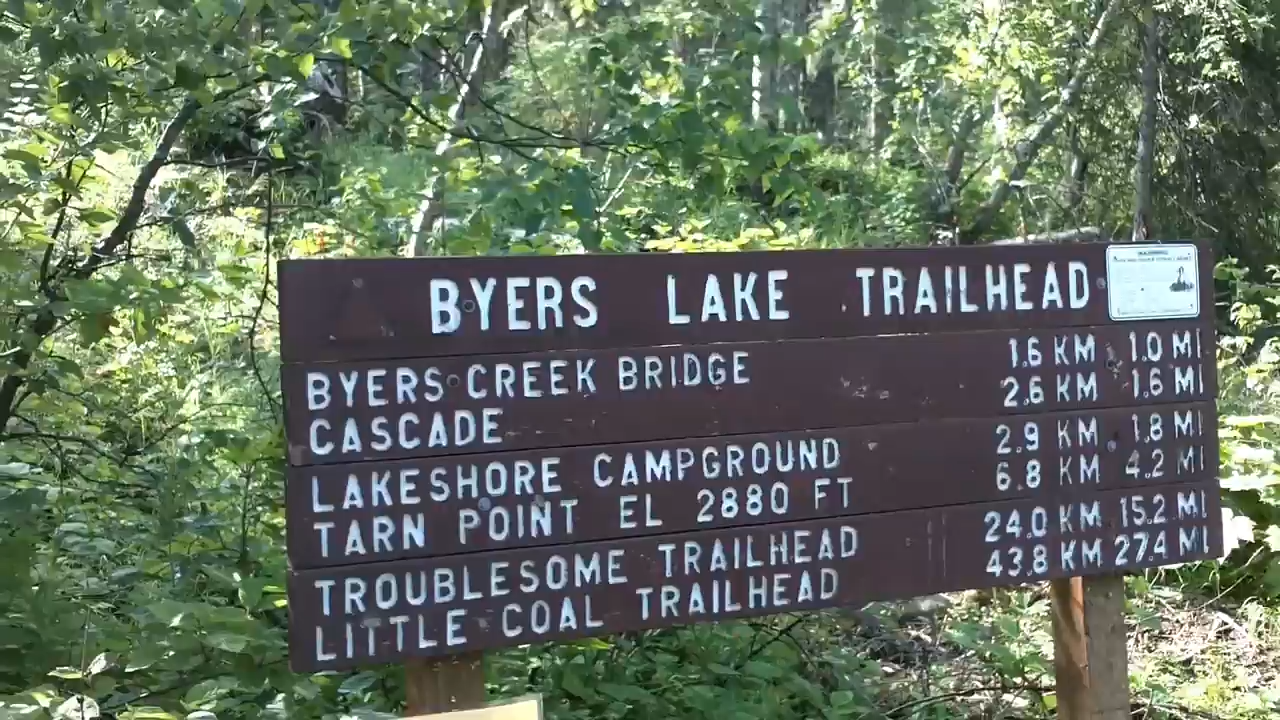 BYERS LAKE TRAILHEAD
BYERS CREEK BRIDGE 1.6 KM 1.0 MI
CASCADE 2.6 KM 1.6 MI
LAKESHORE CAMPGROUND 2.9 KM 1.8 MI
TARN POINT EL 2880 FT 6.8 KM 4.2 MI
TROUBLESOME TRAILHEAD 24.0 KM 15.2 MI
LITTLE COAL TRAILHEAD 43.8 KM 27.4 MI